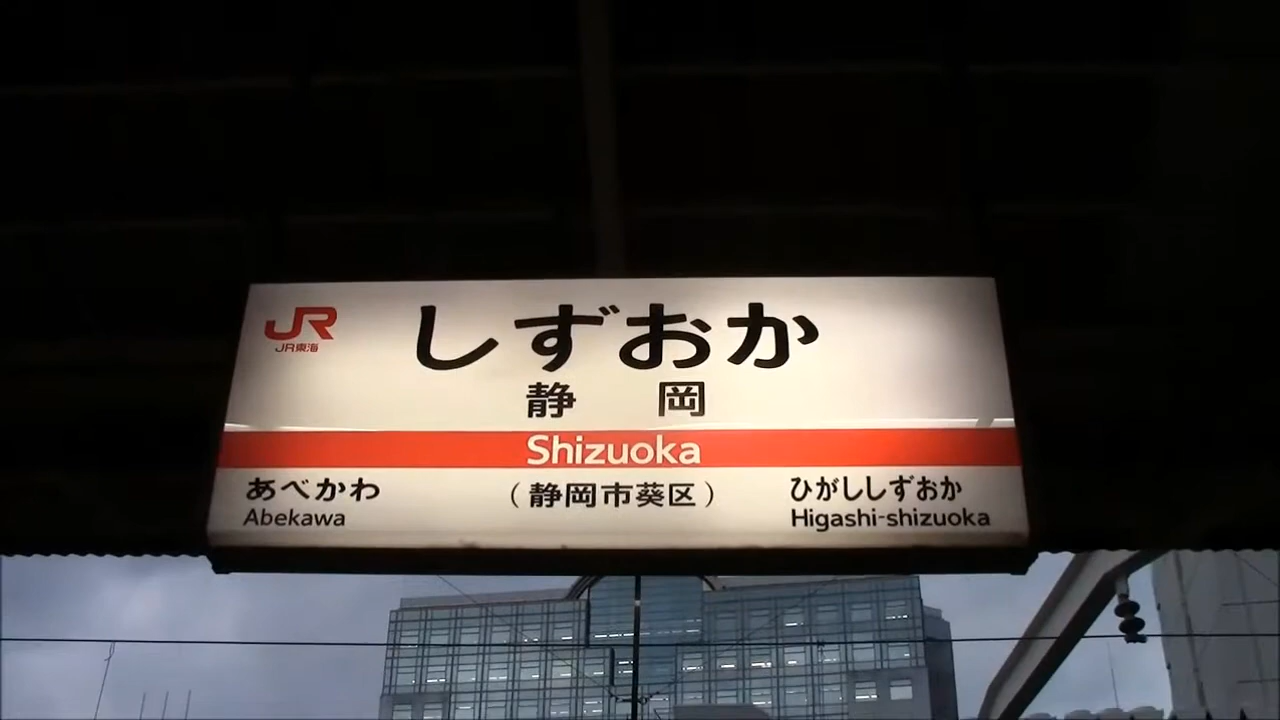 JR
JR東海
しずおか
静岡
Shizuoka
あべかわ
Abekawa
(静岡市葵区)
ひがししずおか
Higashi-shizuoka